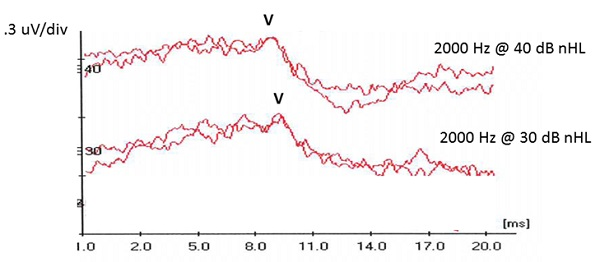 V
.3 uV/div
2000 Hz @ 40 dB nHL
40
V
2000 Hz @ 30 dB nHL
30
[ms]
1.0 2.0 5.0 8.0 11.0 14.0 17.0 20.0